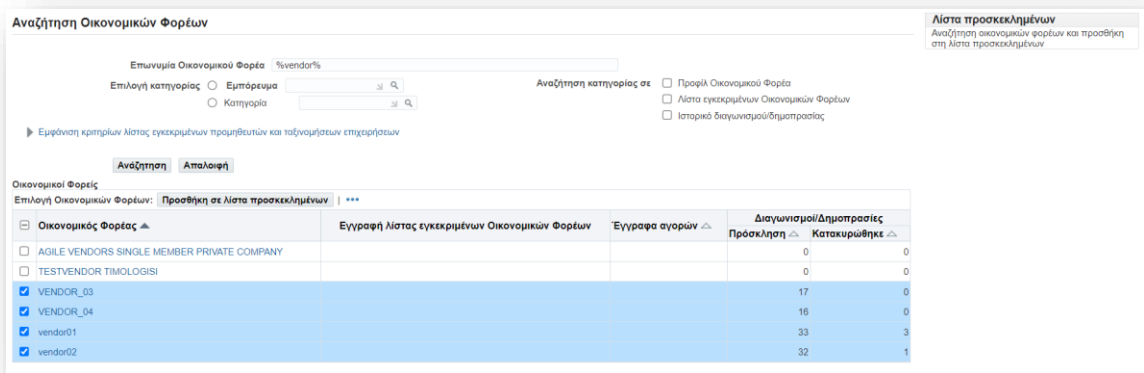 Αναζήτηση Οικονομικών Φορέων
Λίστα προσκεκλημένων
Αναζήτηση οικονομικών φορέων και προσθήκη
στη λίστα προσκεκλημένων
Επωνυμία Οικονομικού Φορέα %vendor%
Επιλογή κατηγορίας Εμπόρευμα
Κατηγορία
Αναζήτηση κατηγορίας σε Προφίλ Οικονομικού Φορέα
Λίστα εγκεκριμένων Οικονομικών Φορέων
Ιστορικό διαγωνισμού/δημοπρασίας
Εμφάνιση κριτηρίων λίστας εγκεκριμένων προμηθευτών και ταξινομήσεων επιχειρήσεων
Ανάζητηση Απαλοιφή
Οικονομικοί Φορείς
Επιλογή Οικονομικών Φορέων: Προσθήκη σε λίστα προσκεκλημένων | •••
Οικονομικός Φορέας Εγγραφή λίστας εγκεκριμένων Οικονομικών Φορέων Έγγραφα αγορών Διαγωνισμοί/Δημοπρασίες
Πρόσκληση Κατακυρώθηκε
AGILE VENDORS SINGLE MEMBER PRIVATE COMPANY 0 0
TESTVENDOR TIMOLOGISI 0 0
VENDOR_03 17 0
VENDOR_04 16 0
vendor01 33 3
vendor02 32 1